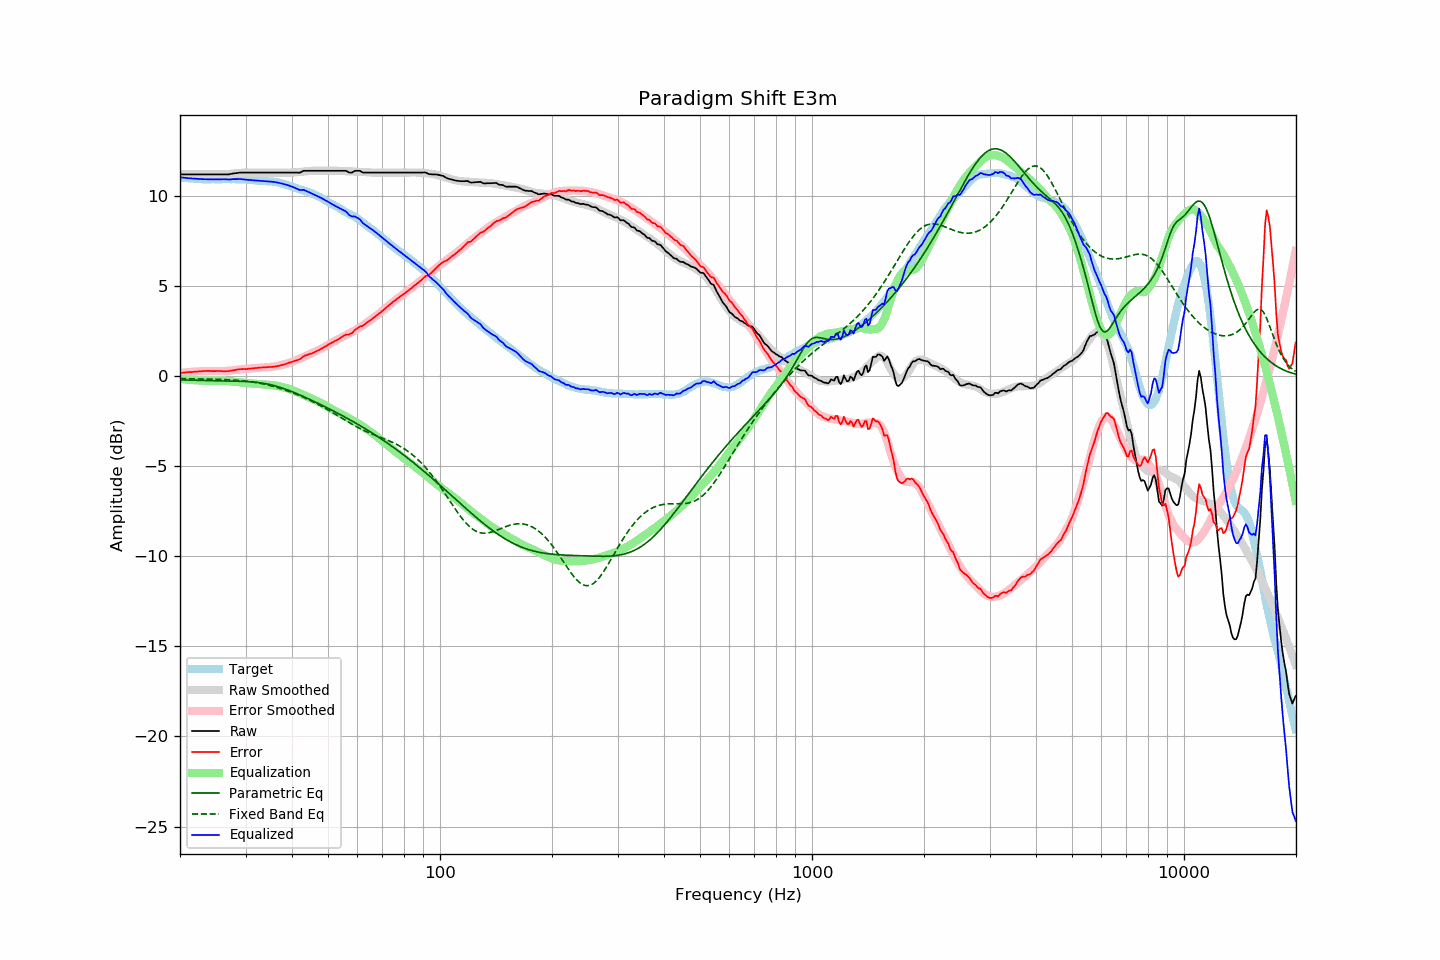 Paradigm Shift E3m
Amplitude (dBr)
10
5
0
−5
−10
−15
−20
−25
Target
Raw Smoothed
Error Smoothed
Raw
Error
Equalization
Parametric Eq
Fixed Band Eq
Equalized
100
1000
10000
Frequency (Hz)